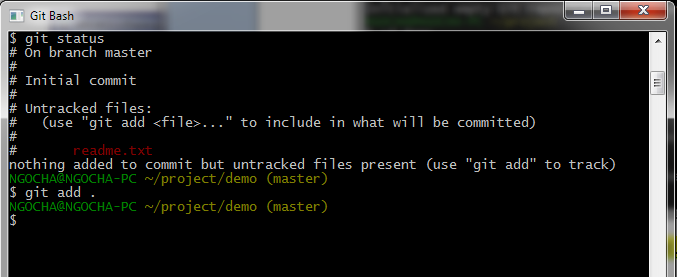 Git Bash
$ git status
# On branch master
#
# Initial commit
#
# Untracked files:
#   (use "git add <file>..." to include in what will be committed)
#
#       readme.txt
nothing added to commit but untracked files present (use "git add" to track)
NGOCHA@NGOCHA-PC ~/project/demo (master)
$ git add .
NGOCHA@NGOCHA-PC ~/project/demo (master)
$